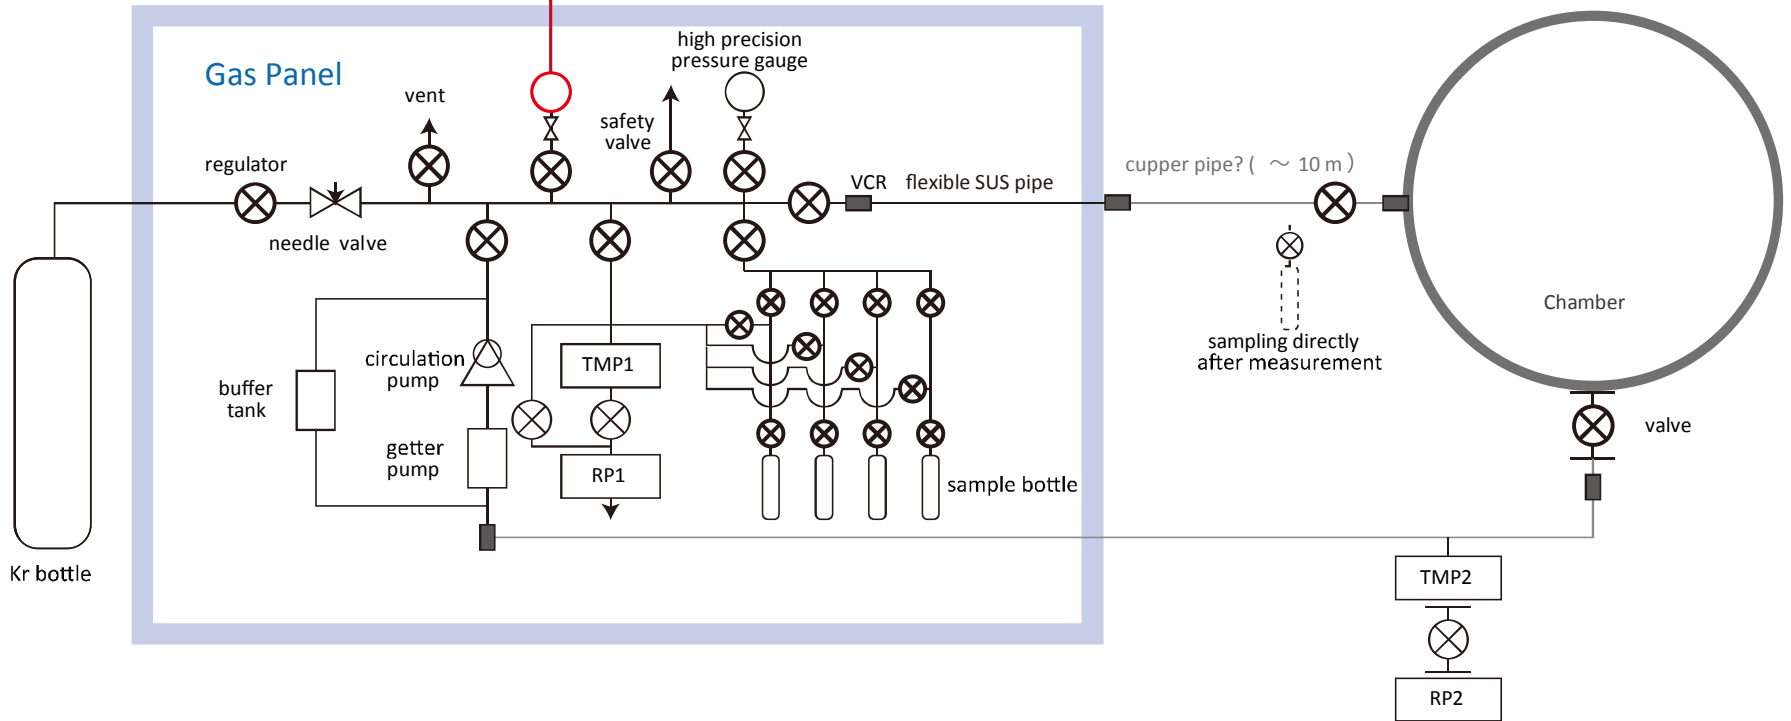 high precision
pressure gauge
Gas Panel
vent
safety
valve
regulator
cupper pipe? ( ～ 10 m )
VCR
flexible SUS pipe
needle valve
Chamber
sampling directly
after measurement
circulation
pump
TMP1
buffer
tank
valve
getter
pump
RP1
sample bottle
Kr bottle
TMP2
RP2